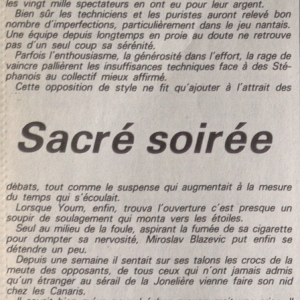 les vingt mille spectateurs en ont eu pour leur argent.
Bien sûr les techniciens et les puristes auront relevé bon
nombre d'imperfections, particulièrement dans le jeu nantais.
Une équipe depuis longtemps en proie au doute ne retrouve
pas d'un seul coup sa sérénité.
Parfois l'enthousiasme, la générosité dans l'effort, la rage de
vaincre pallièrent les insuffisances techniques face à des Sté-
phanois au collectif mieux affirmé.
Cette opposition de style ne fit qu'ajouter à l'attrait des
Sacré soirée
débats, tout comme le suspense qui augmentait à la mesure
du temps qui s'écoulait.
Lorsque Youm, enfin, trouva l'ouverture c'est presque un
soupir de soulagement qui monta vers les étoiles.
Seul au milieu de la foule, aspirant la fumée de sa cigarette
pour dompter sa nervosité, Miroslav Blazevic put enfin se
détendre un peu.
Depuis une semaine il sentait sur ses talons les crocs de la
meute des opposants, de tous ceux qui n'ont jamais admis
qu'un étranger au sérail de la Jonelière vienne faire son nid
chez les Canaris.